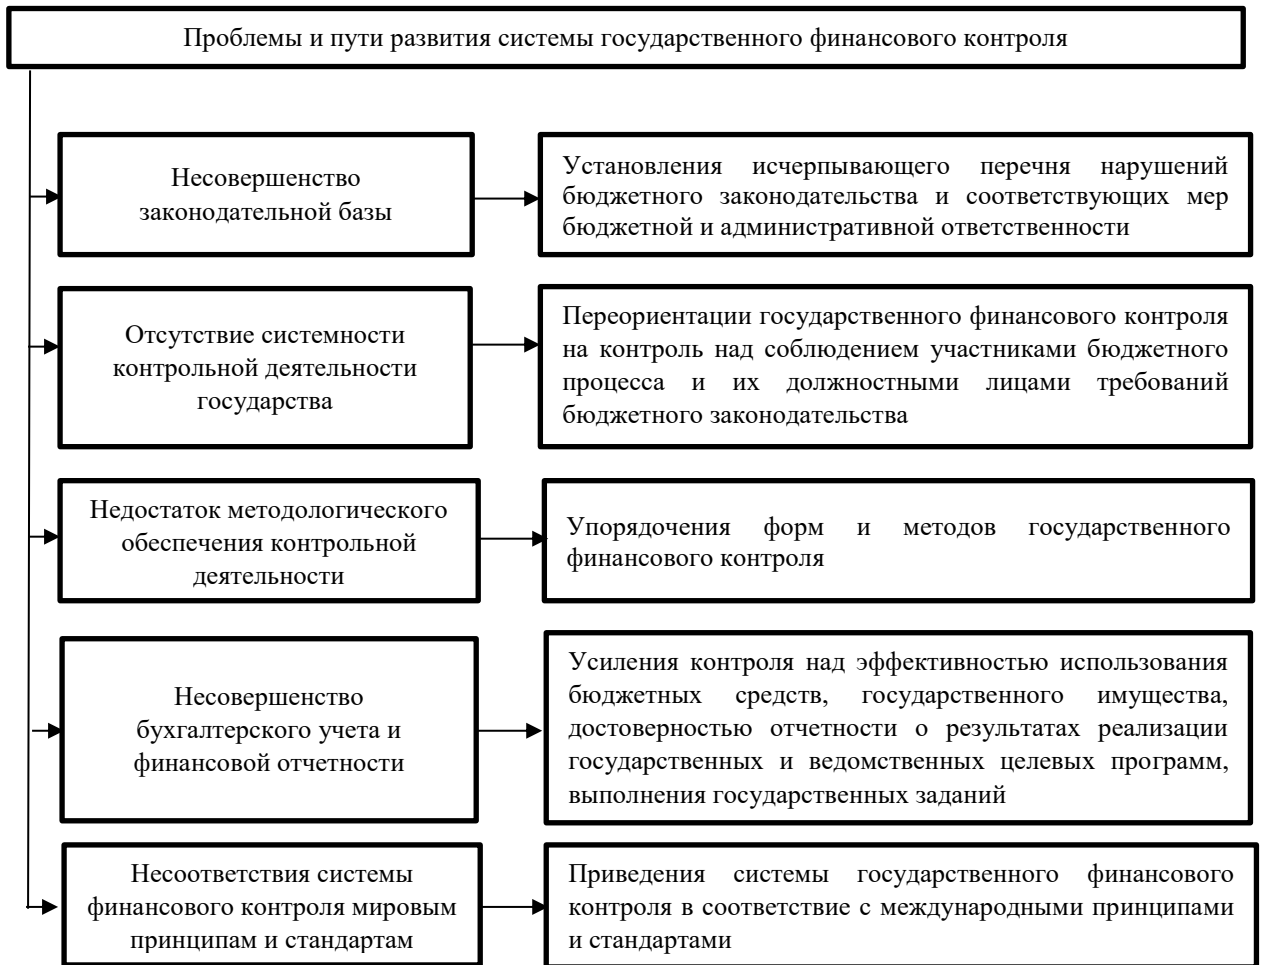 Проблемы и пути развития системы государственного финансового контроля
Несовершенство
законодательной базы
Установления исчерпывающего перечня нарушений
бюджетного законодательства и соответствующих мер
бюджетной и административной ответственности
Отсутствие системности
контрольной деятельности
государства
Переориентации государственного финансового контроля
на контроль над соблюдением участниками бюджетного
процесса и их должностными лицами требований
бюджетного законодательства
Недостаток методологического
обеспечения контрольной
деятельности
Упорядочения форм и методов государственного
финансового контроля
Несовершенство
бухгалтерского учета и
финансовой отчетности
Усиления контроля над эффективностью использования
бюджетных средств, государственного имущества,
достоверностью отчетности о результатах реализации
государственных и ведомственных целевых программ,
выполнения государственных заданий
Несоответствия системы
финансового контроля мировым
принципам и стандартам
Приведения системы государственного финансового
контроля в соответствие с международными принципами
и стандартами